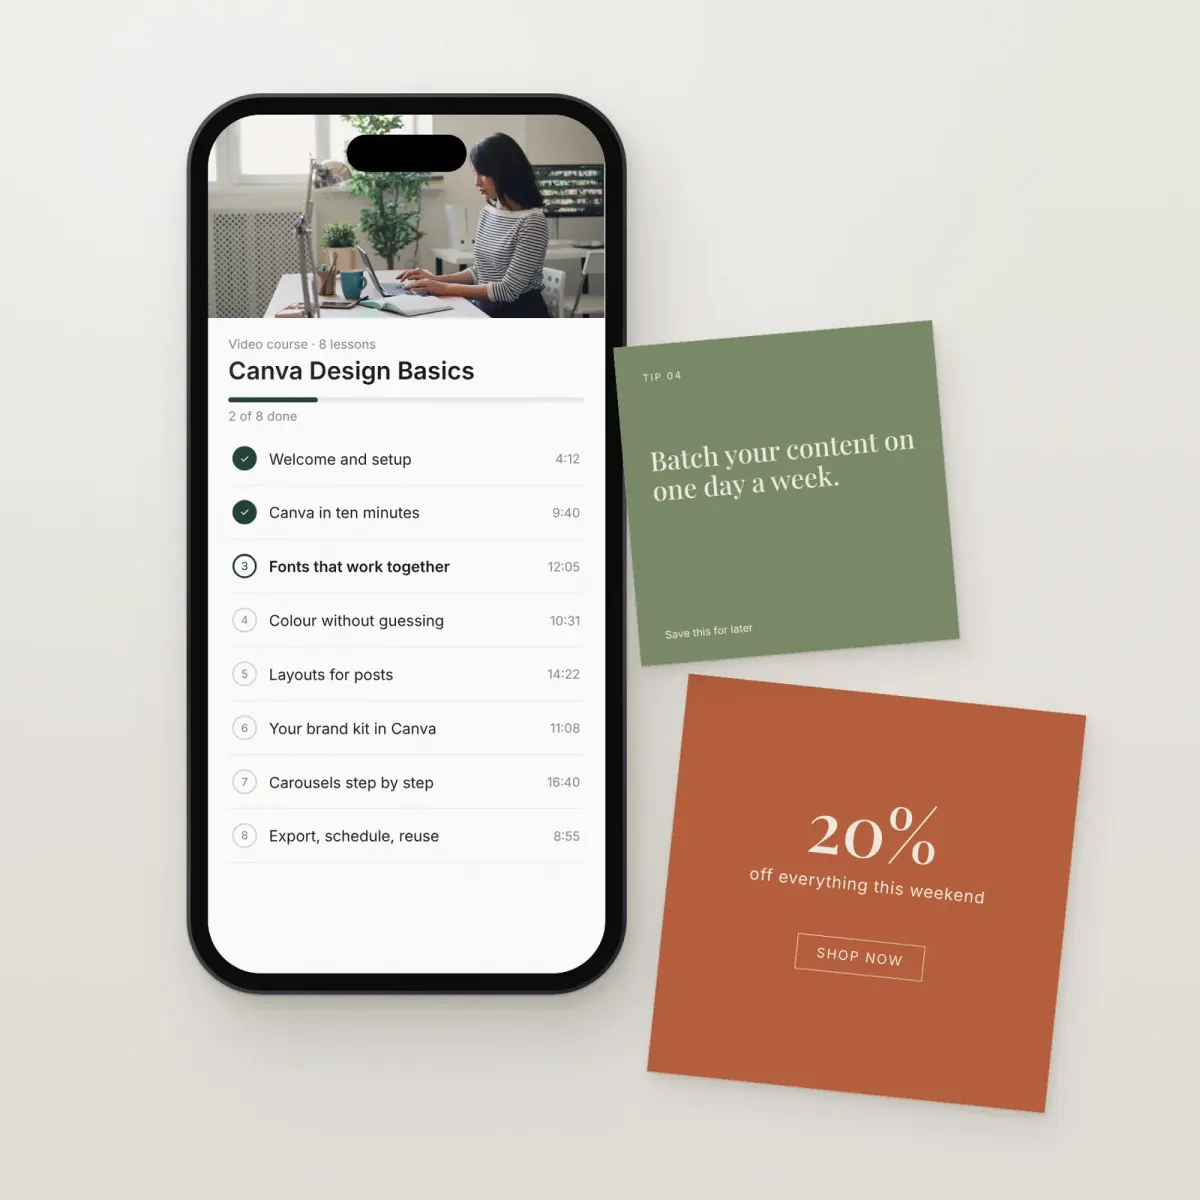 Video course · 8 lessons
Canva Design Basics
2 of 8 done
Welcome and setup 4:12
Canva in ten minutes 9:40
3 Fonts that work together 12:05
4 Colour without guessing 10:31
5 Layouts for posts 14:22
6 Your brand kit in Canva 11:08
7 Carousels step by step 16:40
8 Export, schedule, reuse 8:55
TIP 04
Batch your content on
one day a week.
Save this for later
20%
off everything this weekend
SHOP NOW